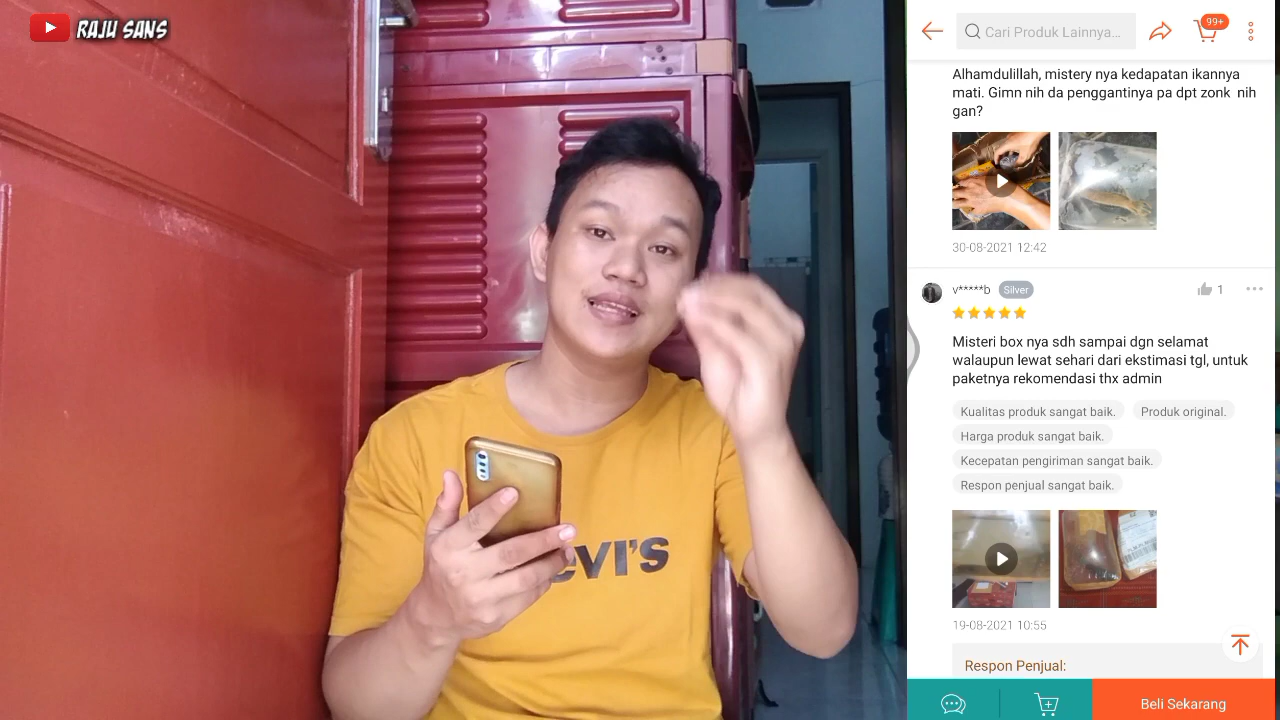 RAJU SANS
eVI'S
Cari Produk Lainnya...
99+
Alhamdulillah, mistery nya kedapatan ikannya
mati. Gimn nih da penggantinya pa dpt zonk nih
gan?
30-08-2021 12:42
v*****b
Silver
1
Misteri box nya sdh sampai dgn selamat
walaupun lewat sehari dari ekstimasi tgl, untuk
paketnya rekomendasi thx admin
Kualitas produk sangat baik.
Produk original.
Harga produk sangat baik.
Kecepatan pengiriman sangat baik.
Respon penjual sangat baik.
19-08-2021 10:55
Respon Penjual:
Beli Sekarang